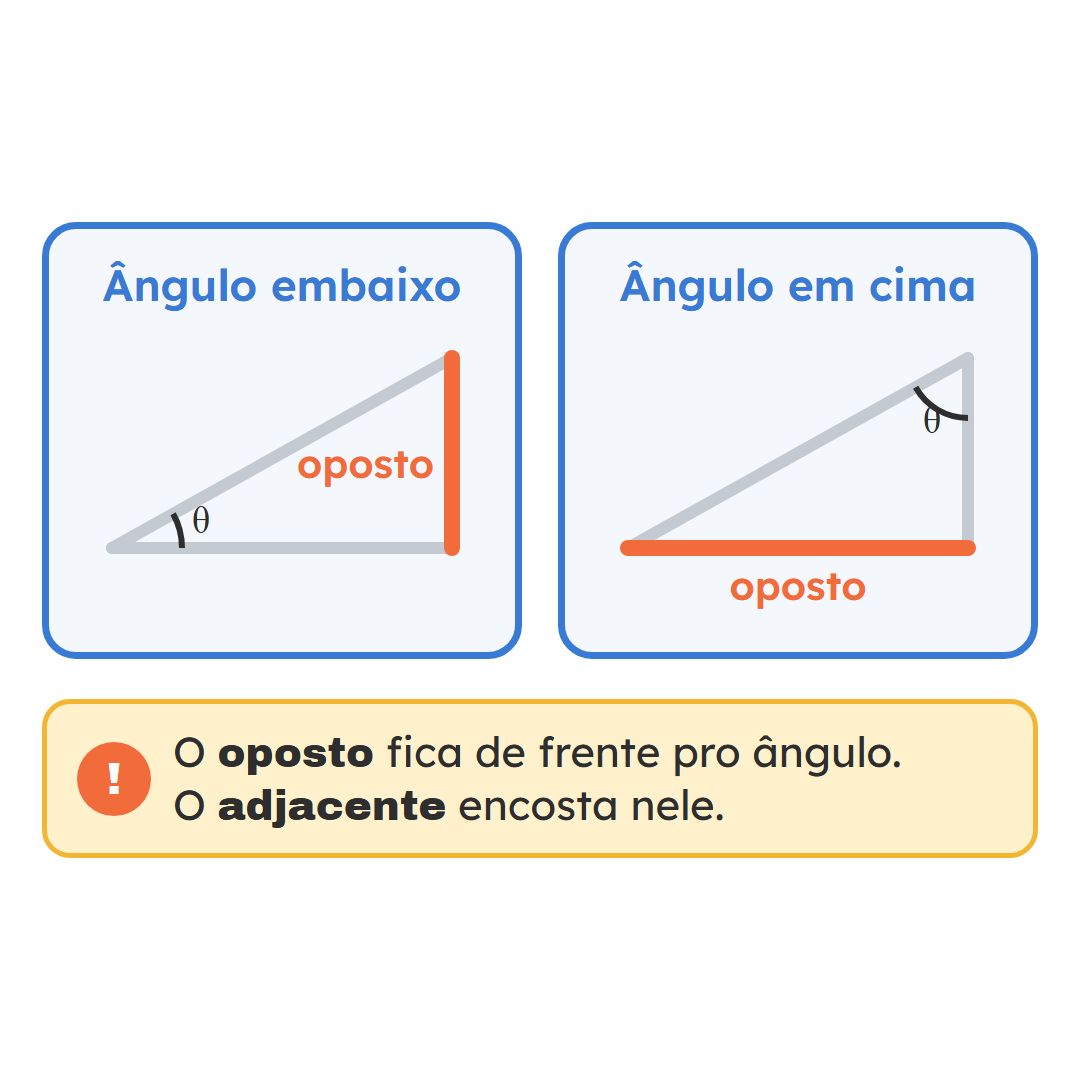 Ângulo embaixo
θ
oposto
Ângulo em cima
θ
oposto
!
O oposto fica de frente pro ângulo.
O adjacente encosta nele.